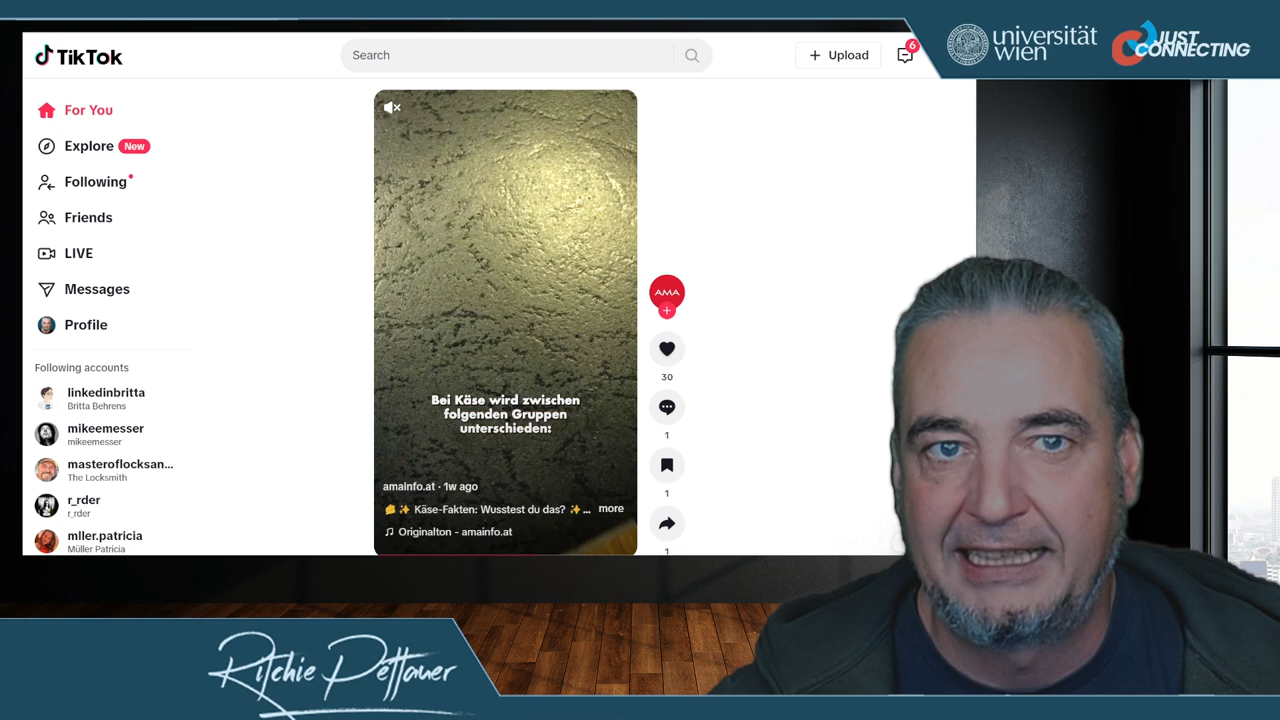 TikTok
Search
Upload
6
universität
wien
JUST
CONNECTING
For You
Explore New
Following
Friends
LIVE
Messages
Profile
Following accounts
linkedinbritta
Britta Behrens
mikeemesser
mikeemesser
masteroflocksan...
The Locksmith
r_rder
r_rder
mller.patricia
Müller Patricia
Bei Käse wird zwischen
folgenden Gruppen
unterschieden:
amainfo.at · 1w ago
🧀✨ Käse-Fakten: Wusstest du das? ✨... more
Originalton - amainfo.at
AMA
30
1
1
1
Ritchie Pettauer